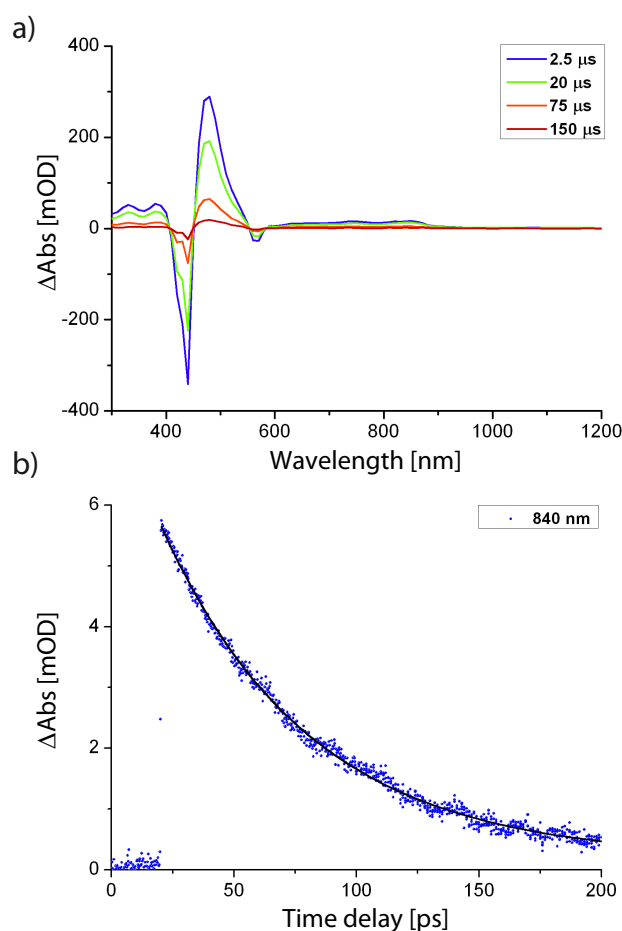 a)
400
200
0
-200
-400
ΔAbs [mOD]
2.5 μs
20 μs
75 μs
150 μs
400 600 800 1000 1200
Wavelength [nm]
b)
6
4
2
0
ΔAbs [mOD]
840 nm
0 50 100 150 200
Time delay [ps]